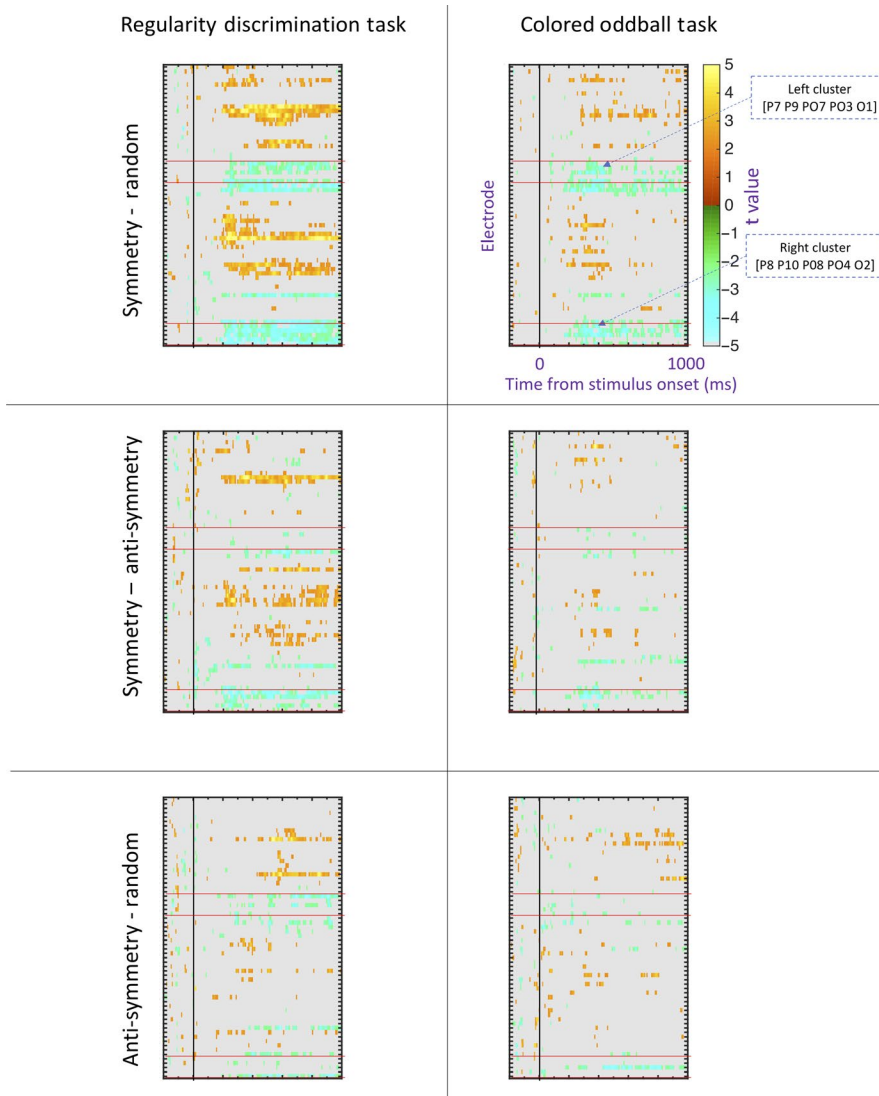 Regularity discrimination task
Colored oddball task
Symmetry - random
Electrode
5
4
3
2
1
0
−1
−2
−3
−4
−5
t value
Left cluster
[P7 P9 PO7 PO3 O1]
Right cluster
[P8 P10 P08 PO4 O2]
0
1000
Time from stimulus onset (ms)
Symmetry – anti-symmetry
Anti-symmetry - random